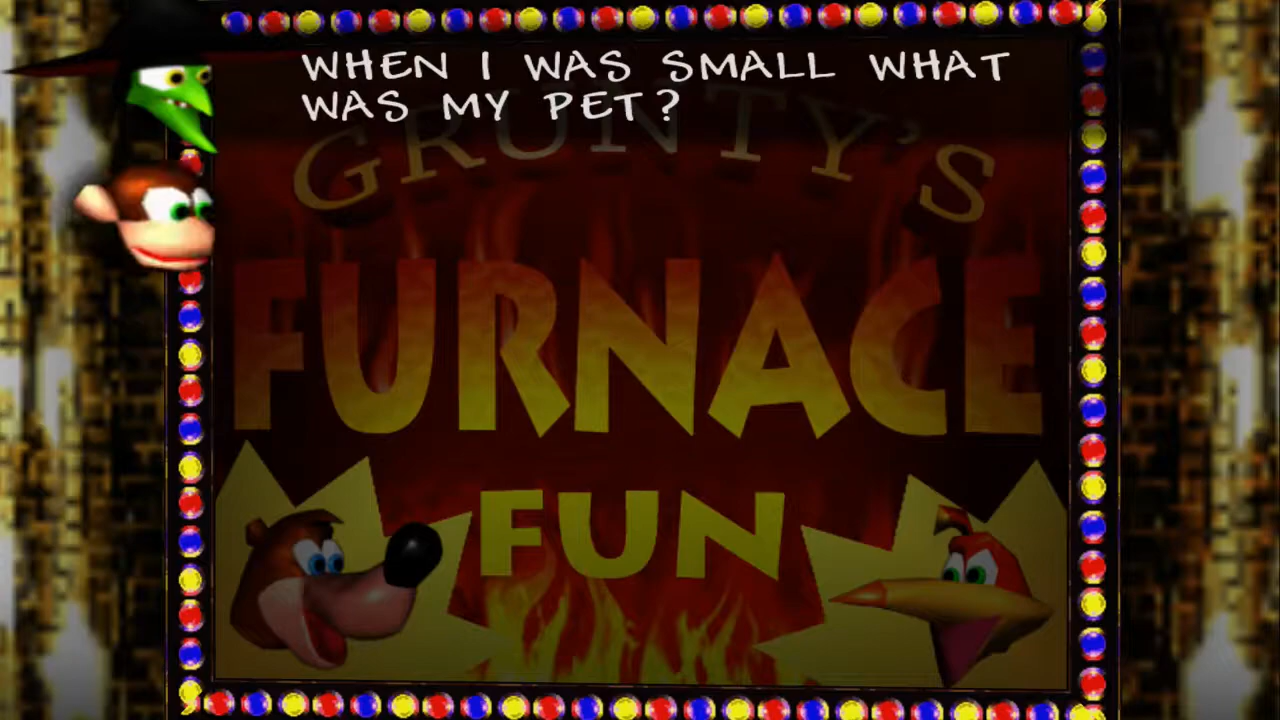 WHEN I WAS SMALL WHAT
WAS MY PET?
GRUNTY'S
FURNACE
FUN